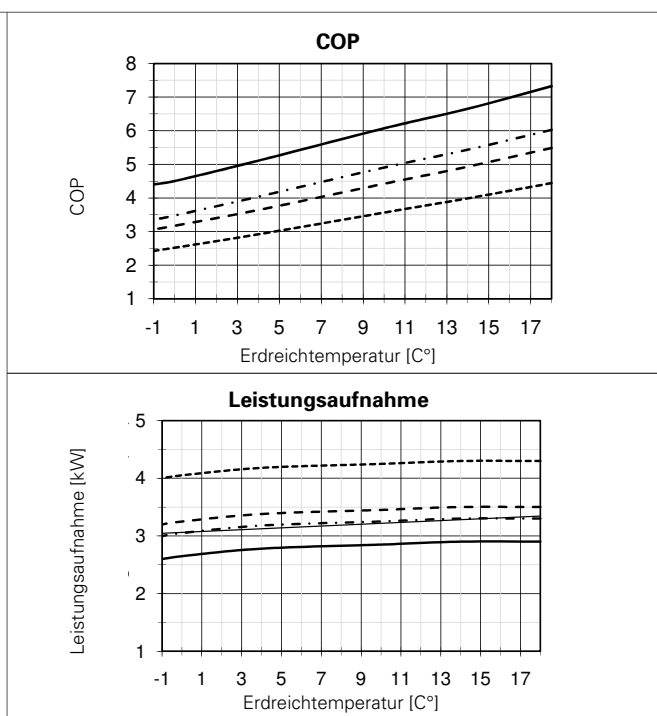 COP
8
7
6
5
4
3
2
1
COP
-1 1 3 5 7 9 11 13 15 17
Erdreichtemperatur [C°]
Leistungsaufnahme
5
4
3
2
1
Leistungsaufnahme [kW]
-1 1 3 5 7 9 11 13 15 17
Erdreichtemperatur [C°]